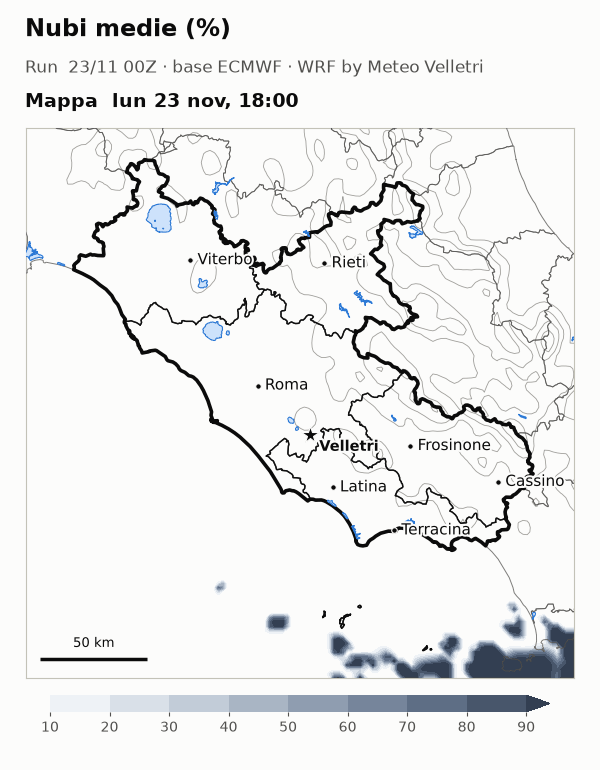 Nubi medie (%)
Run  23/11 00Z · base ECMWF · WRF by Meteo Velletri
Mappa  lun 23 nov, 18:00
Viterbo
Rieti
Roma
Velletri
Frosinone
Cassino
Latina
Terracina
50 km
10 20 30 40 50 60 70 80 90